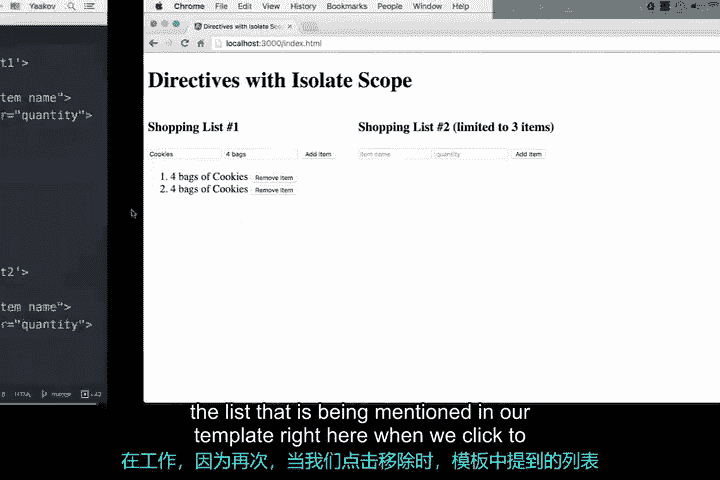 Yaakov
Chrome File Edit View History Bookmarks People Window Help
Directives with Isolate Sco
localhost:3000/index.html
Directives with Isolate Scope
Shopping List #1
Shopping List #2 (limited to 3 items)
Cookies 4 bags Add Item
item name quantity Add Item
1. 4 bags of Cookies Remove Item
2. 4 bags of Cookies Remove Item
t1'>
tem name">
r="quantity">
t2'>
tem name">
r="quantity">
master
the list that is being mentioned in our
template right here when we click to
在工作，因为再次，当我们点击移除时，模板中提到的列表